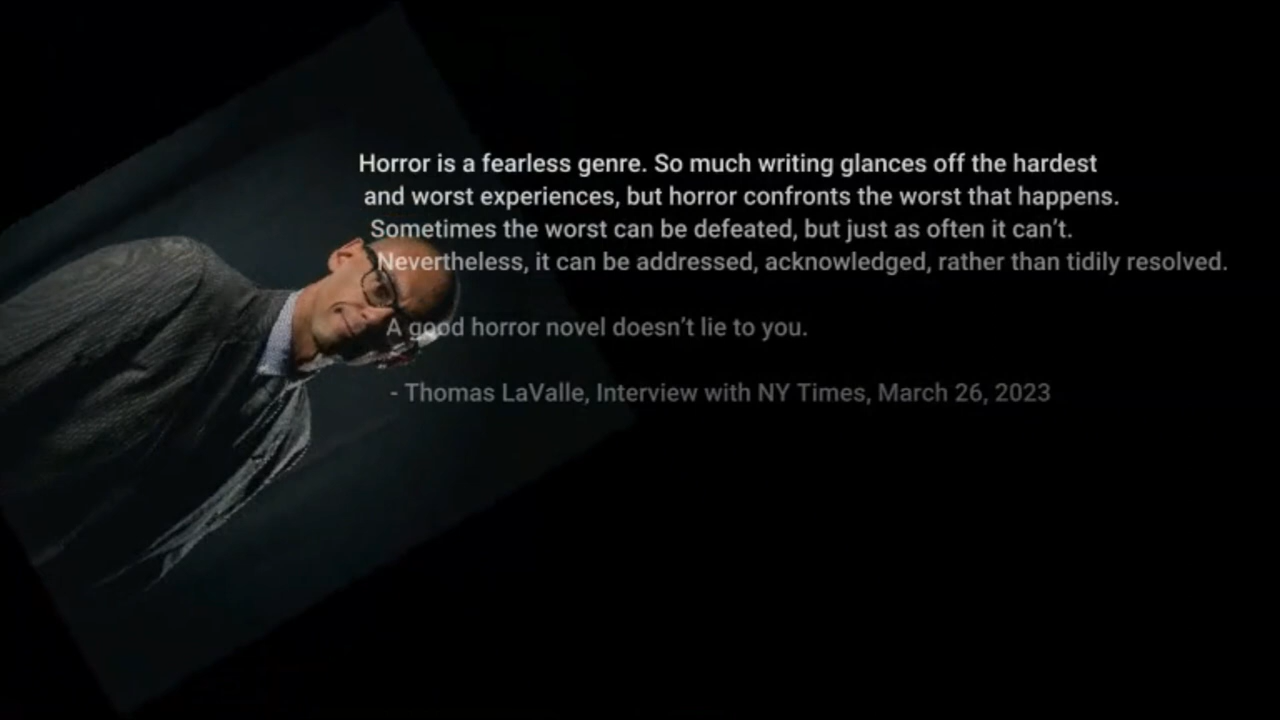 Horror is a fearless genre. So much writing glances off the hardest
and worst experiences, but horror confronts the worst that happens.
Sometimes the worst can be defeated, but just as often it can’t.
Nevertheless, it can be addressed, acknowledged, rather than tidily resolved.
A good horror novel doesn’t lie to you.
- Thomas LaValle, Interview with NY Times, March 26, 2023